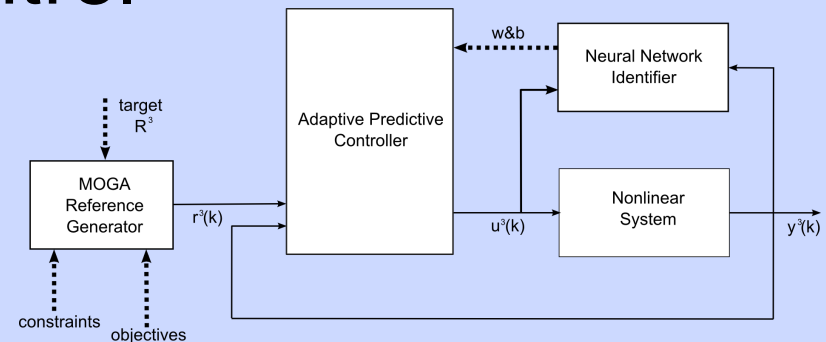 w&b
Neural Network
Identifier
target
R³
Adaptive Predictive
Controller
MOGA
Reference
Generator
r³(k)
u³(k)
Nonlinear
System
y³(k)
constraints
objectives